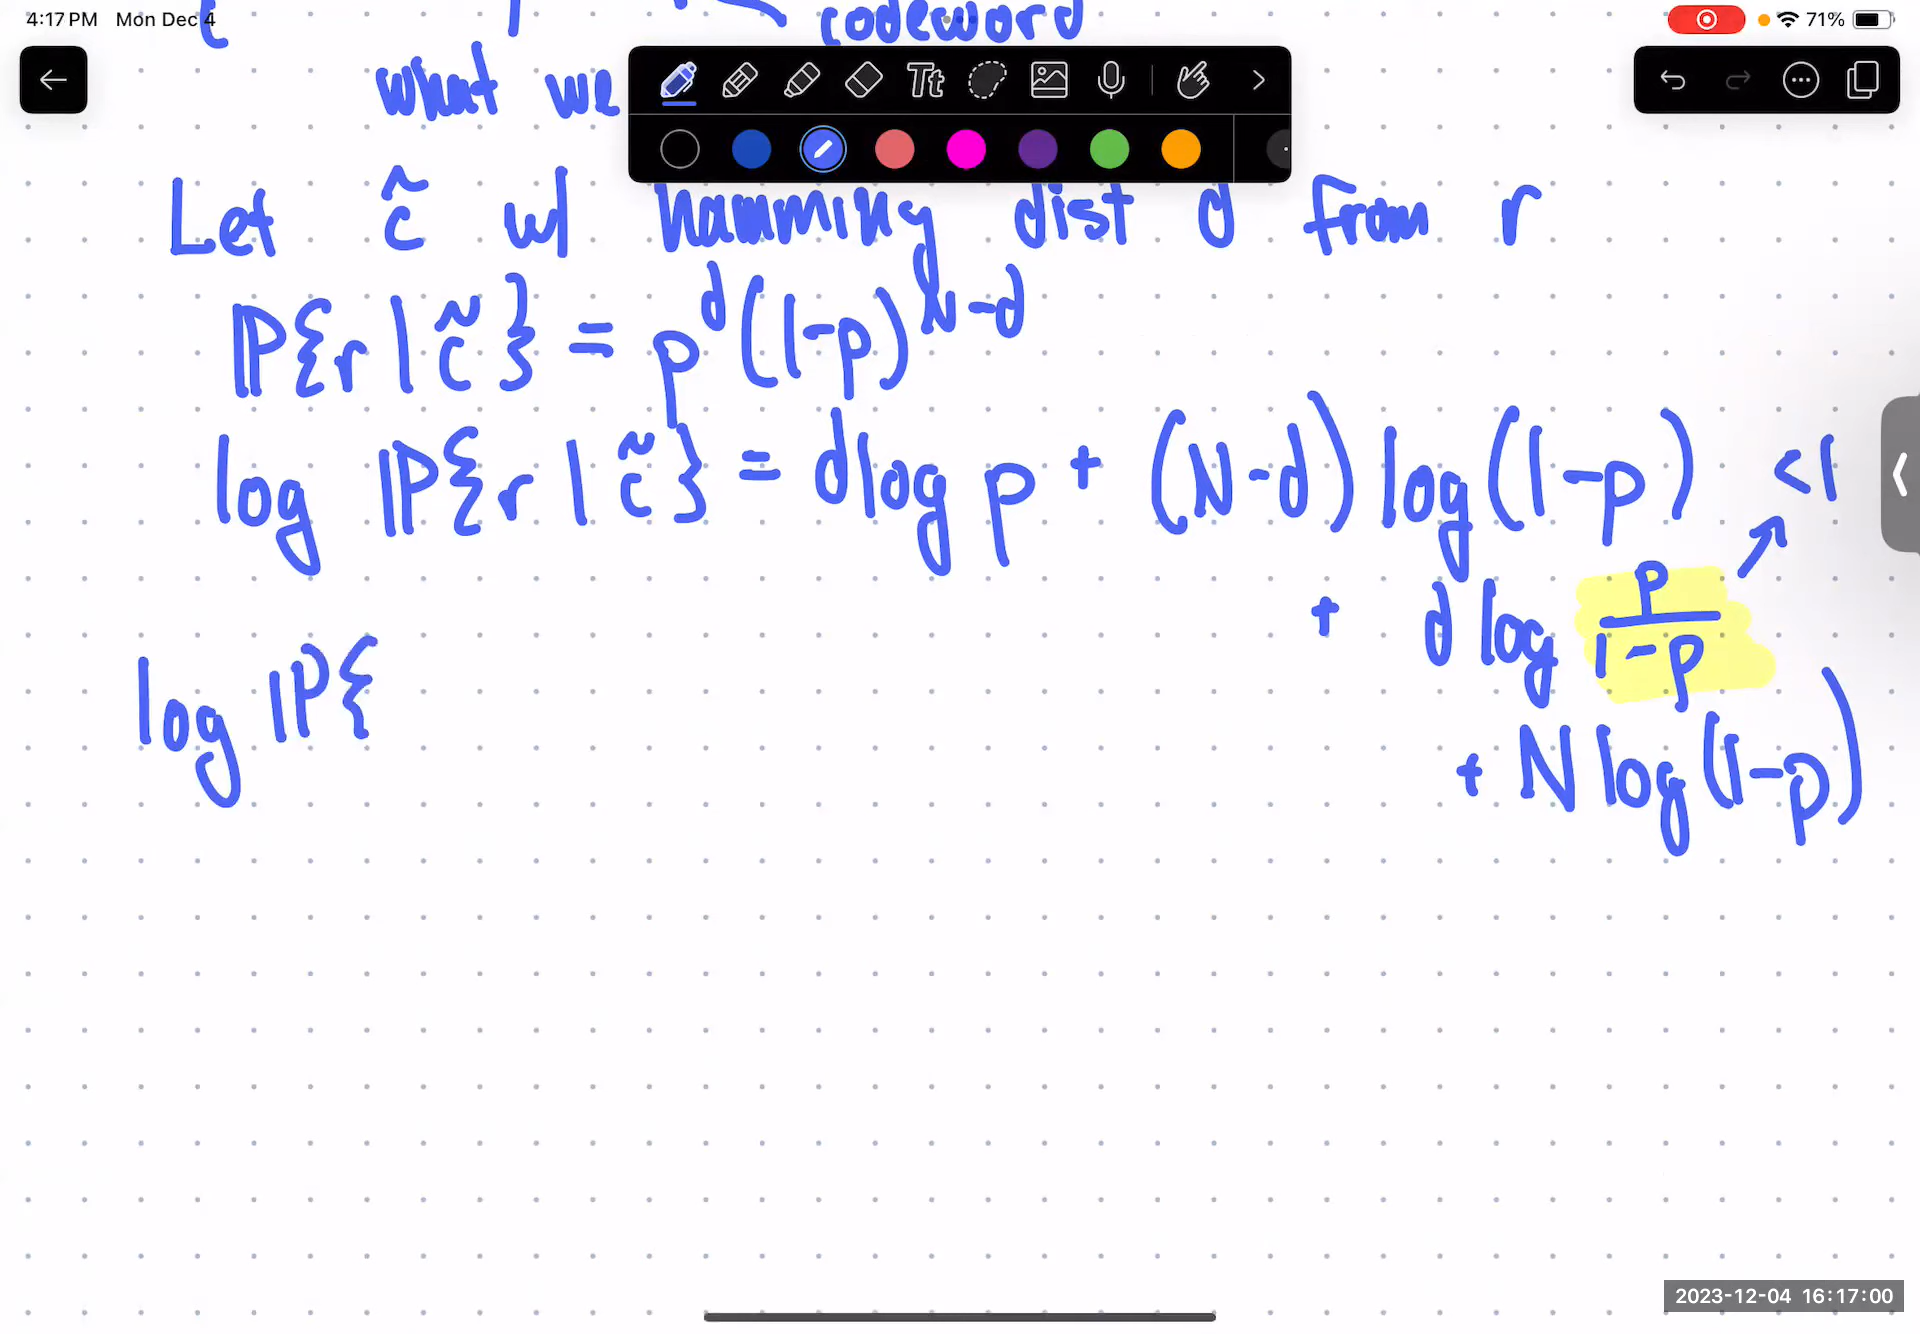 4:17 PM Mon Dec 4
71%
codeword
what we
Tt
Let c̃ w/ hamming dist d from r
ℙ{r | c̃} = p^d (1-p)^{N-d}
log ℙ{r | c̃} = d log p + (N-d) log (1-p) <1
+ d log p/(1-p)
+ N log (1-p)
log ℙ{
2023-12-04 16:17:00